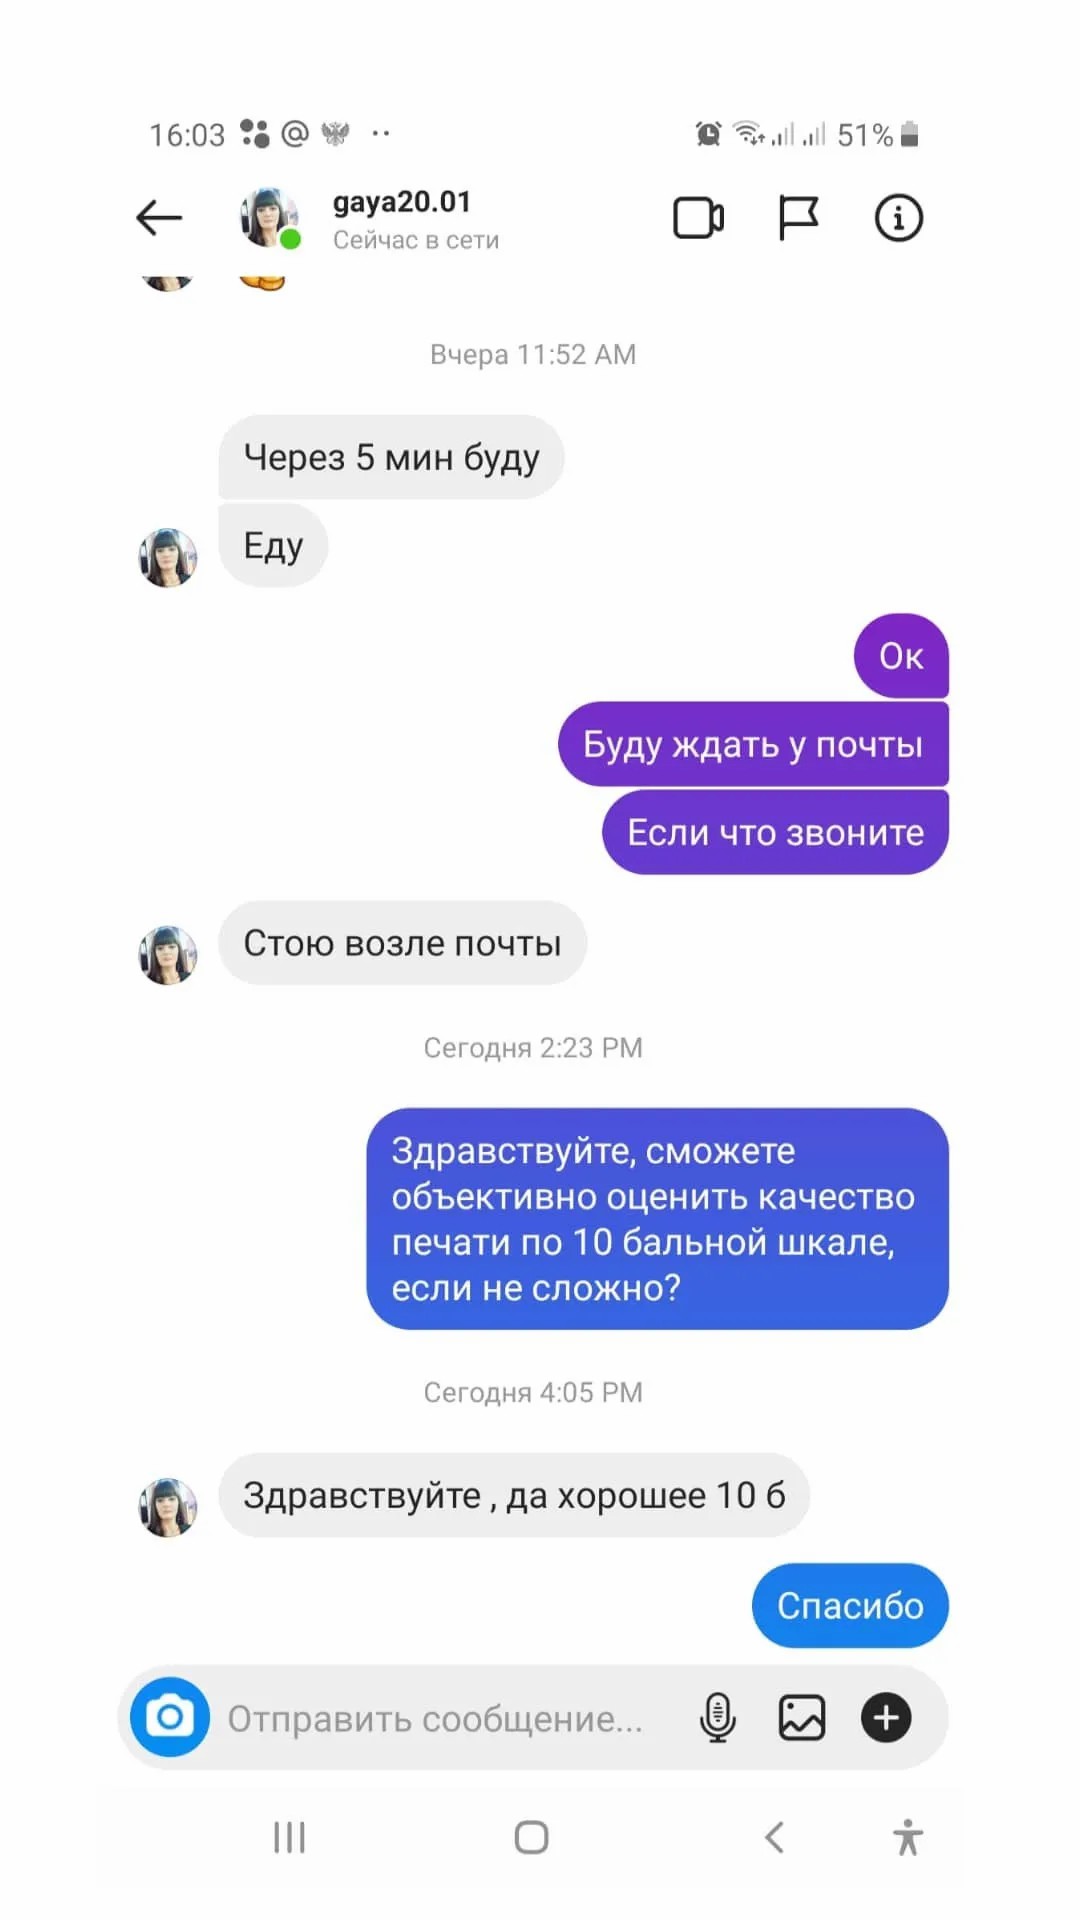 16:03
51%
gaya20.01
Сейчас в сети
Вчера 11:52 AM
Через 5 мин буду
Еду
Ок
Буду ждать у почты
Если что звоните
Стою возле почты
Сегодня 2:23 PM
Здравствуйте, сможете
объективно оценить качество
печати по 10 бальной шкале,
если не сложно?
Сегодня 4:05 PM
Здравствуйте , да хорошее 10 б
Спасибо
Отправить сообщение...